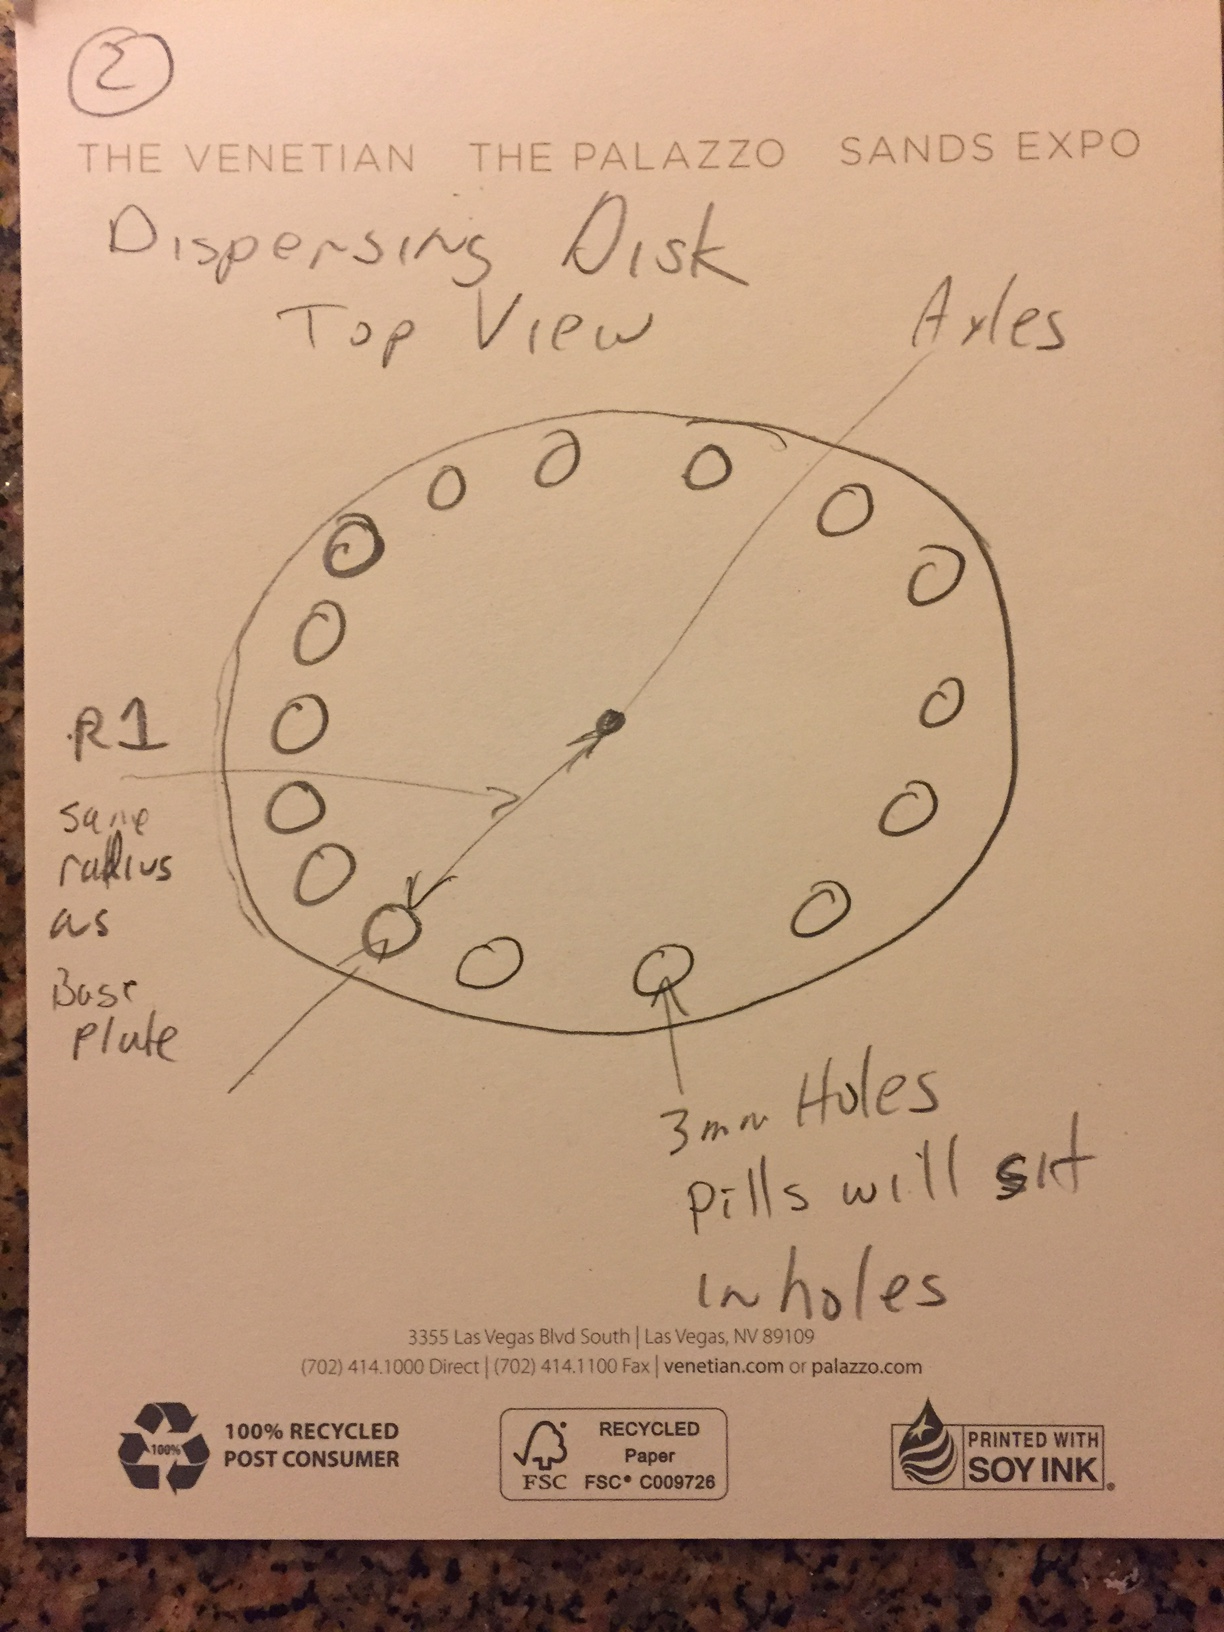 2
THE VENETIAN THE PALAZZO SANDS EXPO
Dispersing Disk
Top View
Axles
R1
Same
radius
as
Base
plate
3mm Holes
pills will sit
in holes
3355 Las Vegas Blvd South | Las Vegas, NV 89109
(702) 414.1000 Direct | (702) 414.1100 Fax | venetian.com or palazzo.com
100%
100% RECYCLED
POST CONSUMER
FSC
RECYCLED
Paper
FSC® C009726
PRINTED WITH
SOY INK